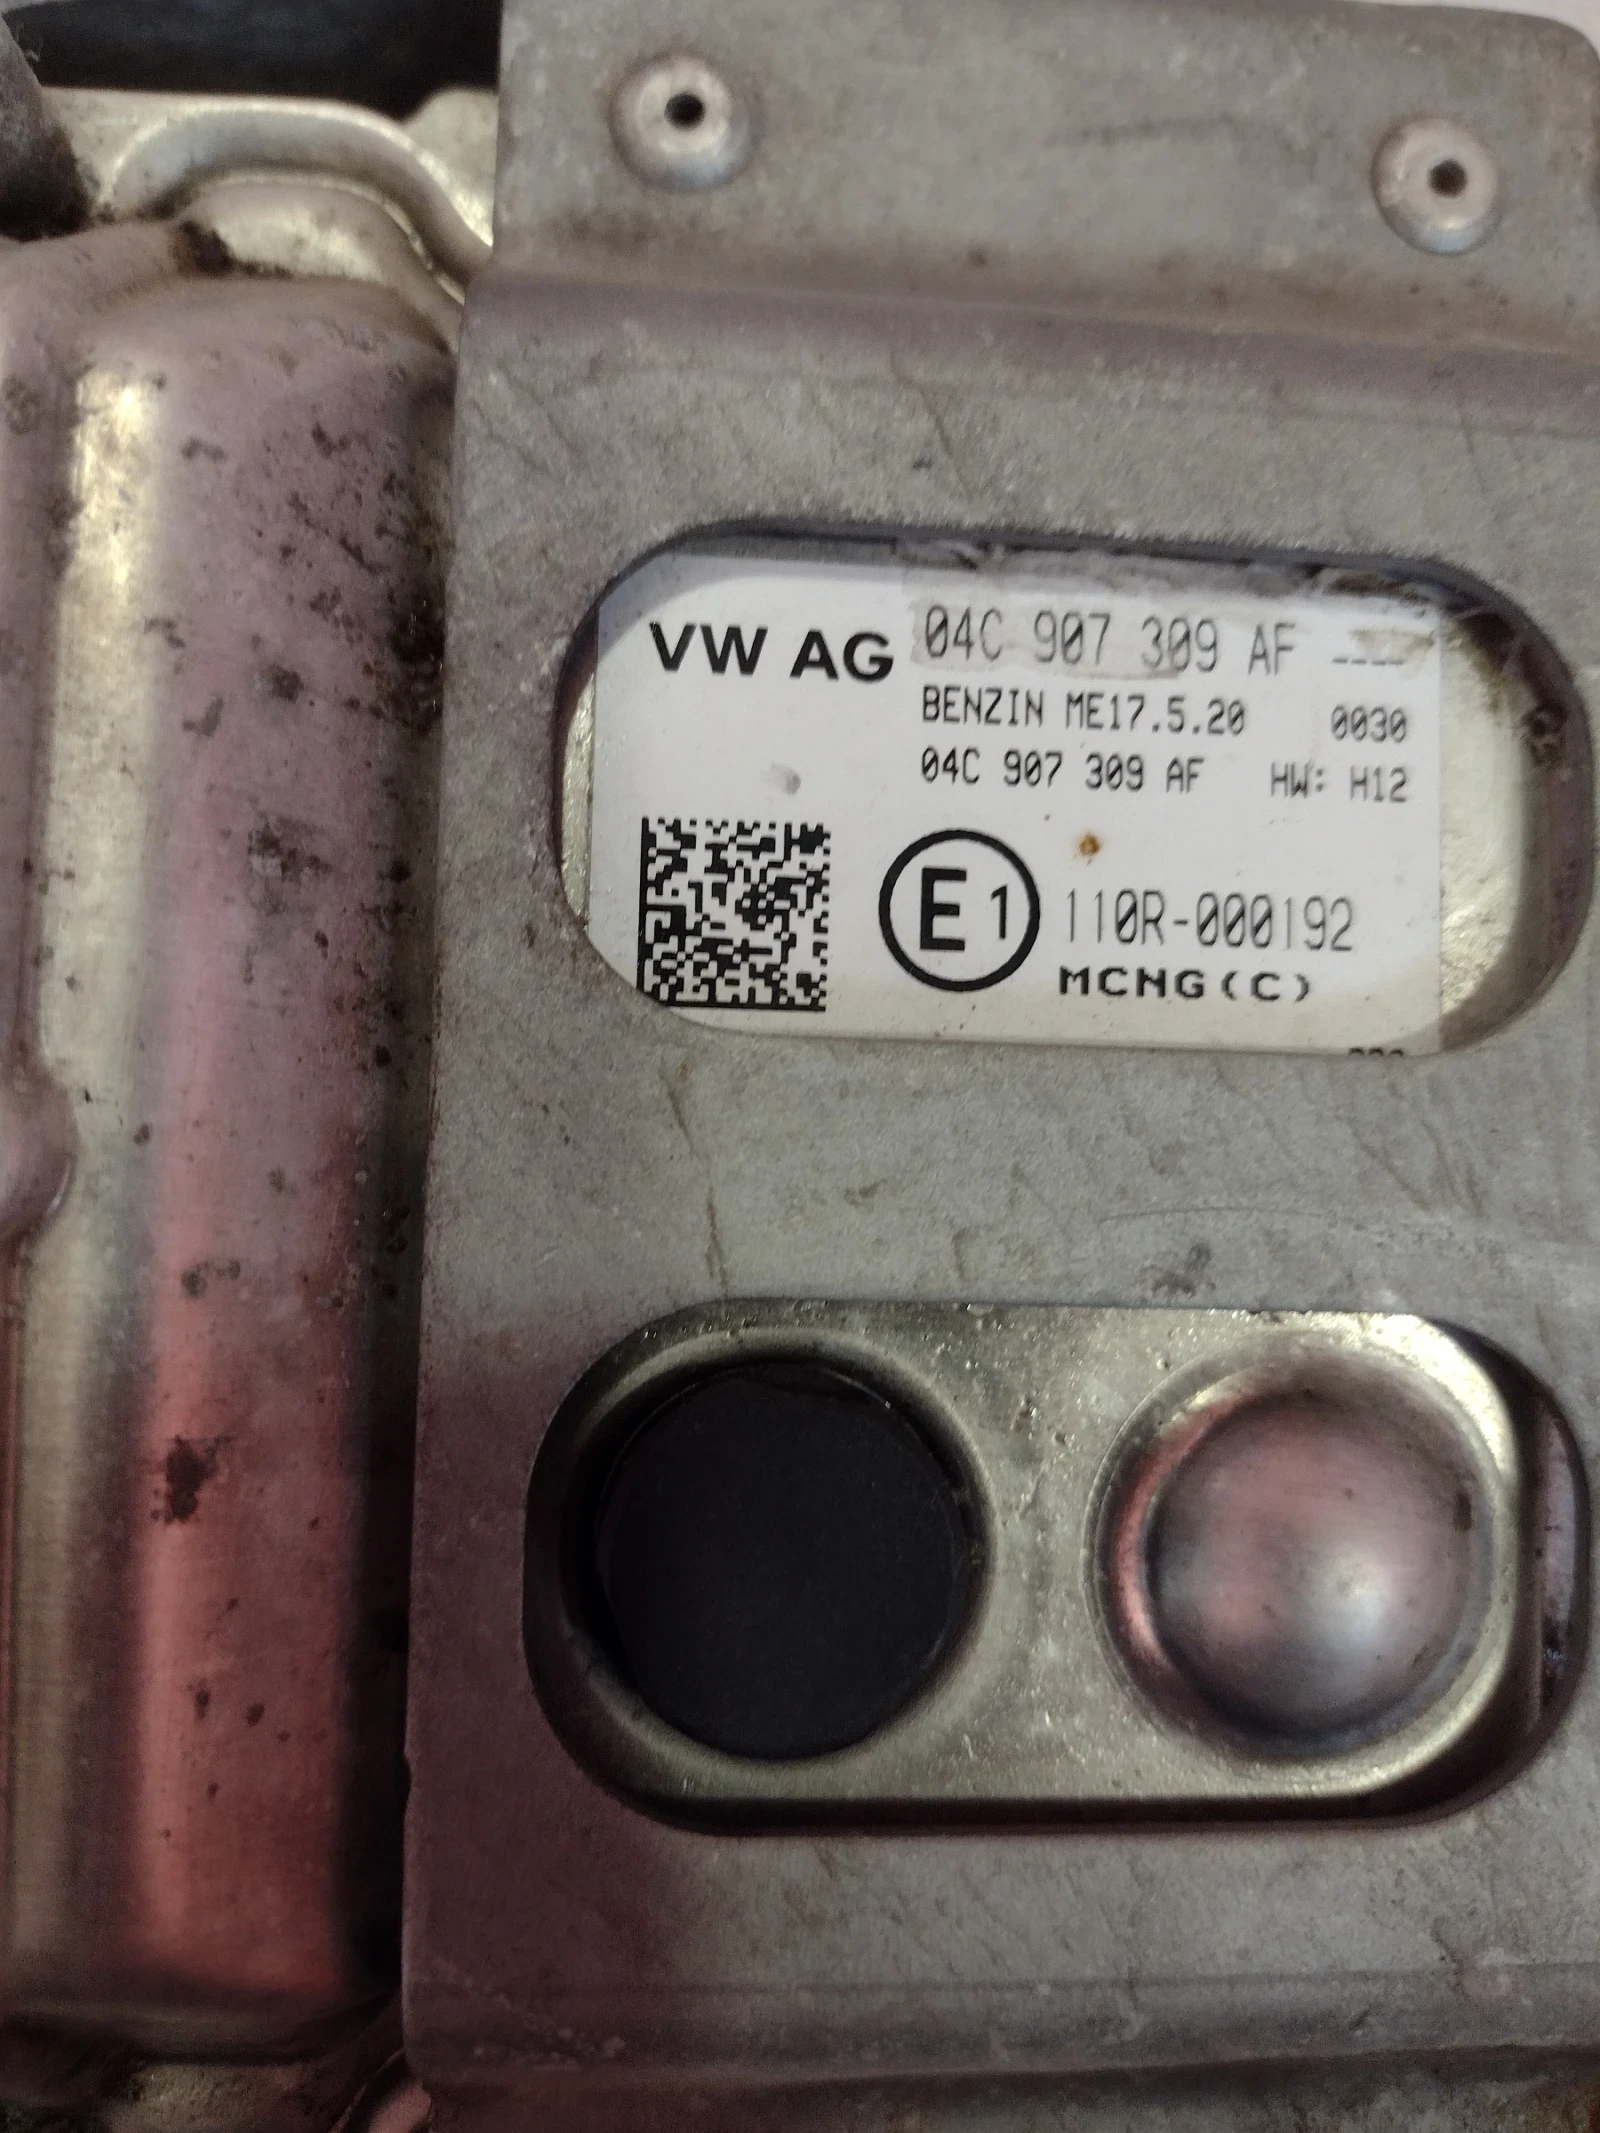 VW AG 04C 907 309 AF ----
BENZIN ME17.5.20 0030
04C 907 309 AF HW: H12
E1 110R-000192
MCNG(C)